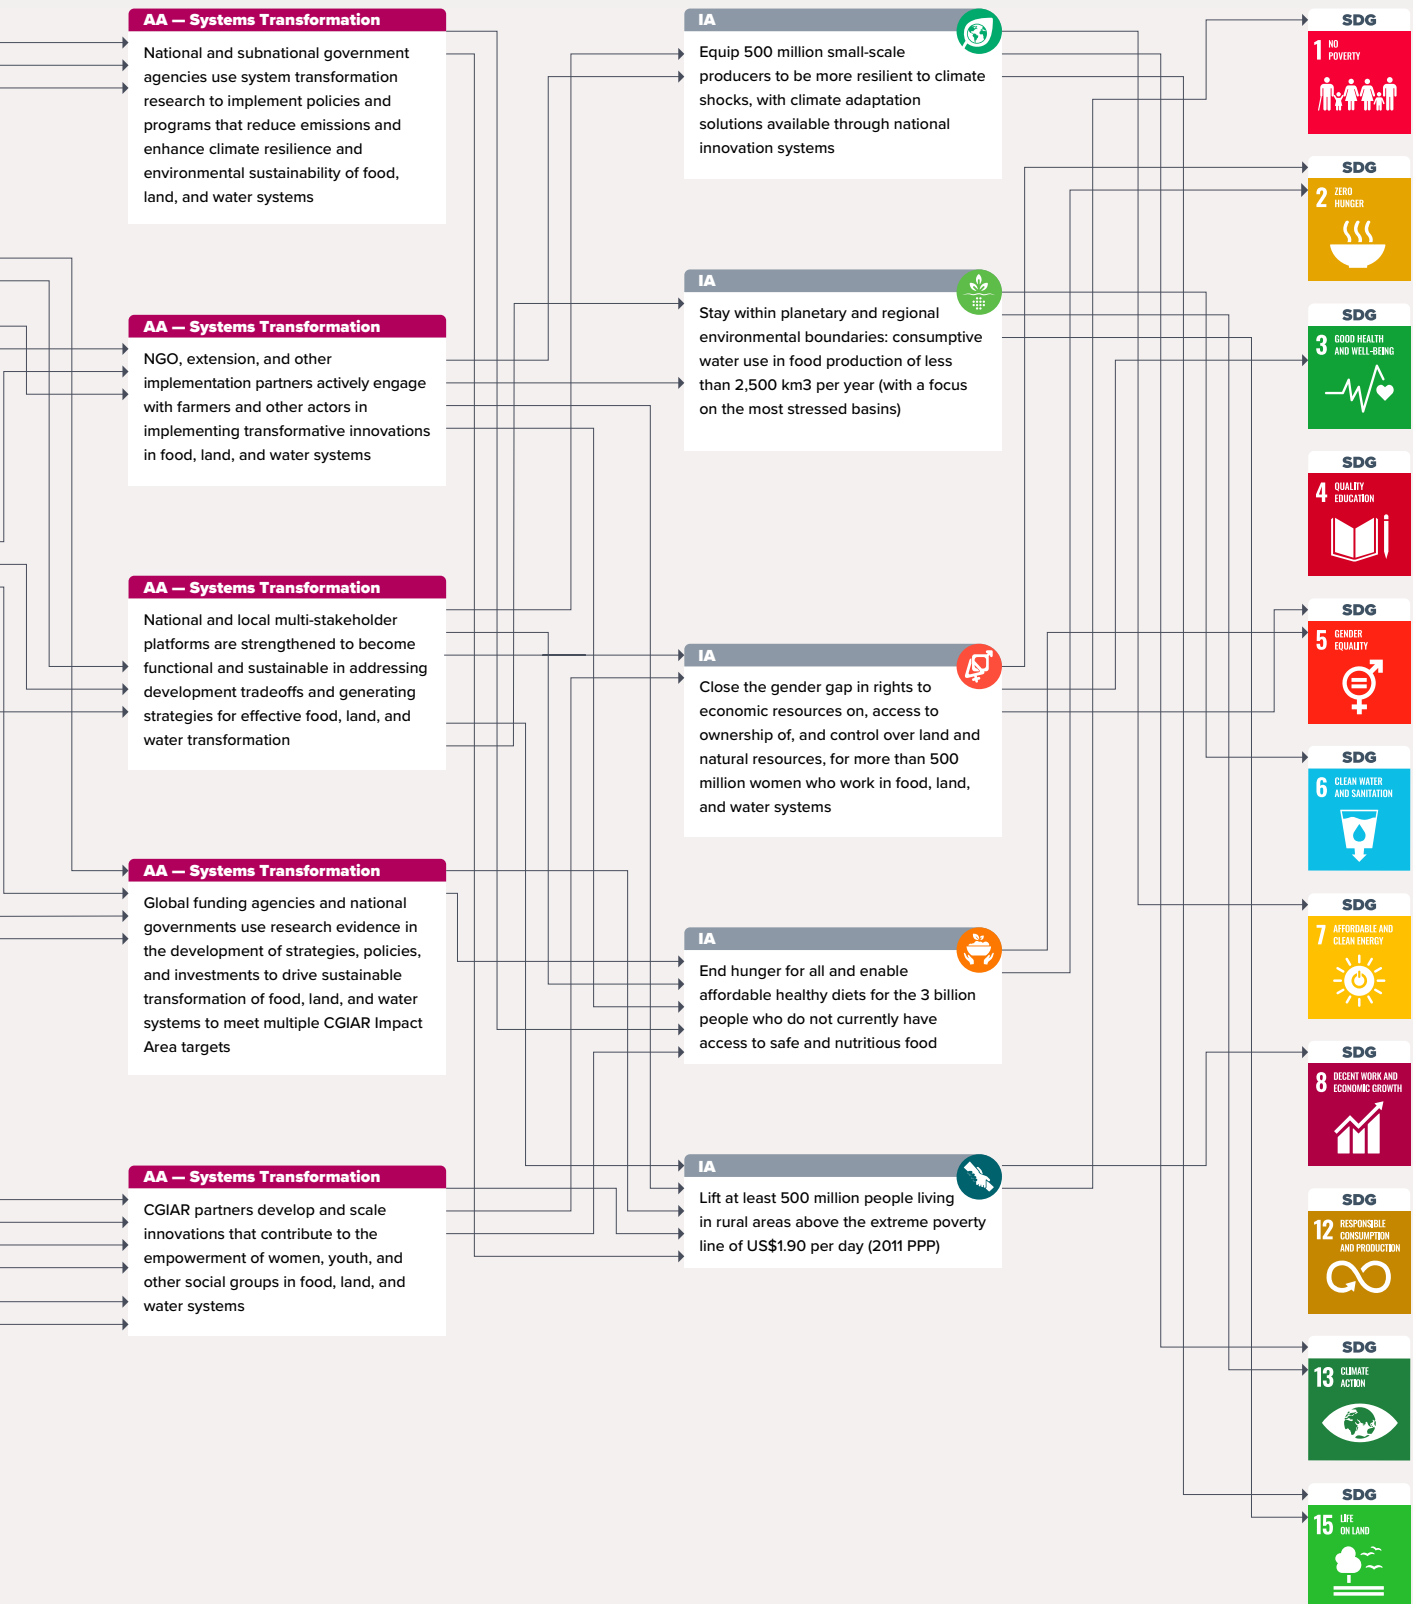 AA — Systems Transformation
National and subnational government
agencies use system transformation
research to implement policies and
programs that reduce emissions and
enhance climate resilience and
environmental sustainability of food,
land, and water systems
AA — Systems Transformation
NGO, extension, and other
implementation partners actively engage
with farmers and other actors in
implementing transformative innovations
in food, land, and water systems
AA — Systems Transformation
National and local multi-stakeholder
platforms are strengthened to become
functional and sustainable in addressing
development tradeoffs and generating
strategies for effective food, land, and
water transformation
AA — Systems Transformation
Global funding agencies and national
governments use research evidence in
the development of strategies, policies,
and investments to drive sustainable
transformation of food, land, and water
systems to meet multiple CGIAR Impact
Area targets
AA — Systems Transformation
CGIAR partners develop and scale
innovations that contribute to the
empowerment of women, youth, and
other social groups in food, land, and
water systems
IA
Equip 500 million small-scale
producers to be more resilient to climate
shocks, with climate adaptation
solutions available through national
innovation systems
IA
Stay within planetary and regional
environmental boundaries: consumptive
water use in food production of less
than 2,500 km3 per year (with a focus
on the most stressed basins)
IA
Close the gender gap in rights to
economic resources on, access to
ownership of, and control over land and
natural resources, for more than 500
million women who work in food, land,
and water systems
IA
End hunger for all and enable
affordable healthy diets for the 3 billion
people who do not currently have
access to safe and nutritious food
IA
Lift at least 500 million people living
in rural areas above the extreme poverty
line of US$1.90 per day (2011 PPP)
SDG
1 NO
POVERTY
SDG
2 ZERO
HUNGER
SDG
3 GOOD HEALTH
AND WELL-BEING
SDG
4 QUALITY
EDUCATION
SDG
5 GENDER
EQUALITY
SDG
6 CLEAN WATER
AND SANITATION
SDG
7 AFFORDABLE AND
CLEAN ENERGY
SDG
8 DECENT WORK AND
ECONOMIC GROWTH
SDG
12 RESPONSIBLE
CONSUMPTION
AND PRODUCTION
SDG
13 CLIMATE
ACTION
SDG
15 LIFE
ON LAND